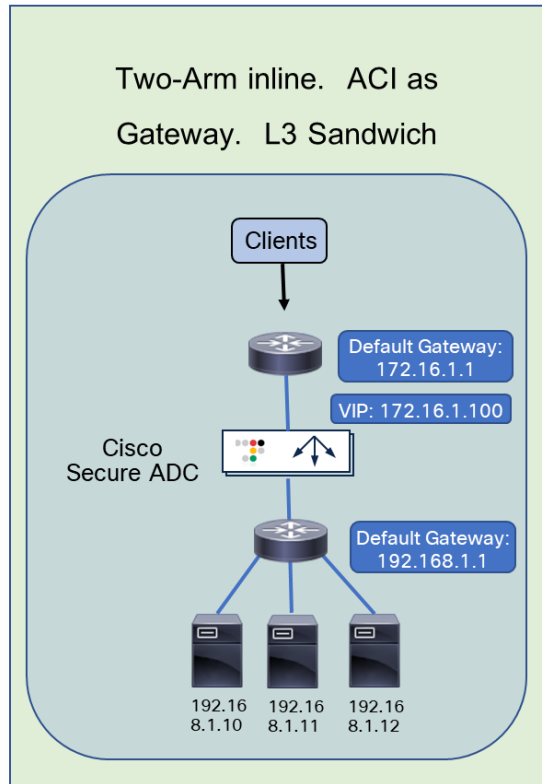 Two-Arm inline. ACI as
Gateway. L3 Sandwich
Clients
Default Gateway:
172.16.1.1
VIP: 172.16.1.100
Cisco
Secure ADC
Default Gateway:
192.168.1.1
192.16
8.1.10
192.16
8.1.11
192.16
8.1.12